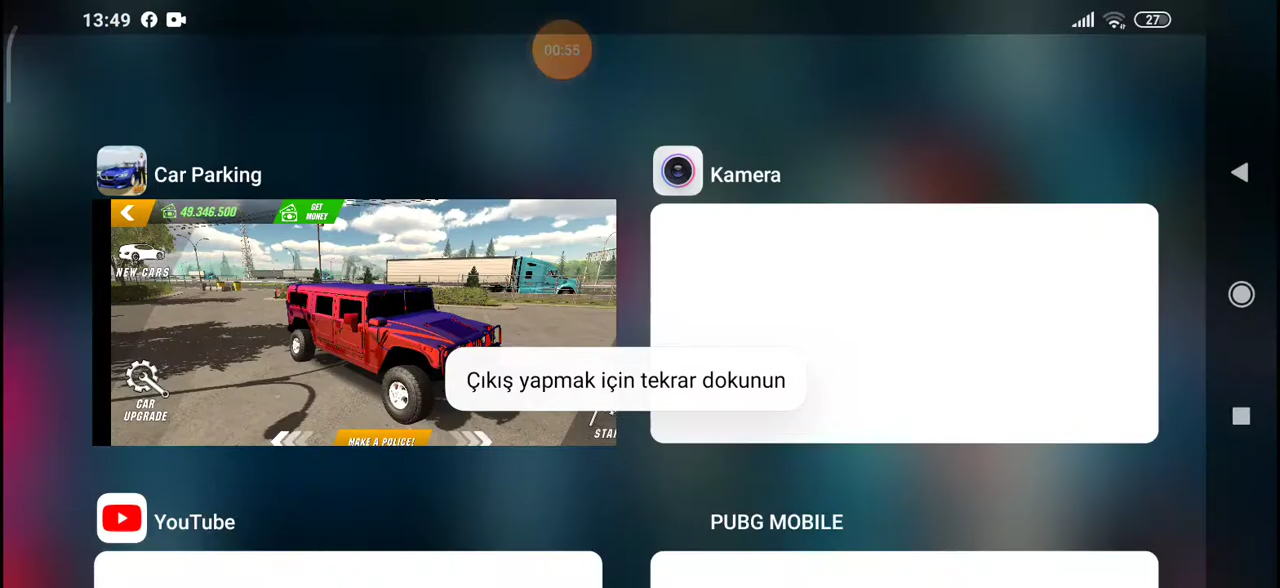 13:49
27
00:55
Car Parking
Kamera
49.346.500
GET
MONEY
NEW CARS
CAR
UPGRADE
MAKE A POLICE!
Çıkış yapmak için tekrar dokunun
YouTube
PUBG MOBILE